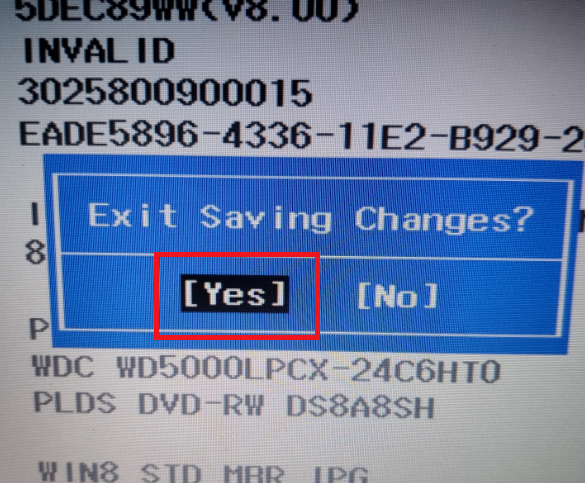 5DEC89WW(V8.00)
INVALID
3025800900015
EADE5896-4336-11E2-B929-2
Exit Saving Changes?
[Yes] [No]
WDC WD5000LPCX-24C6HT0
PLDS DVD-RW DS8A8SH
WIN8 STD MBR IPG